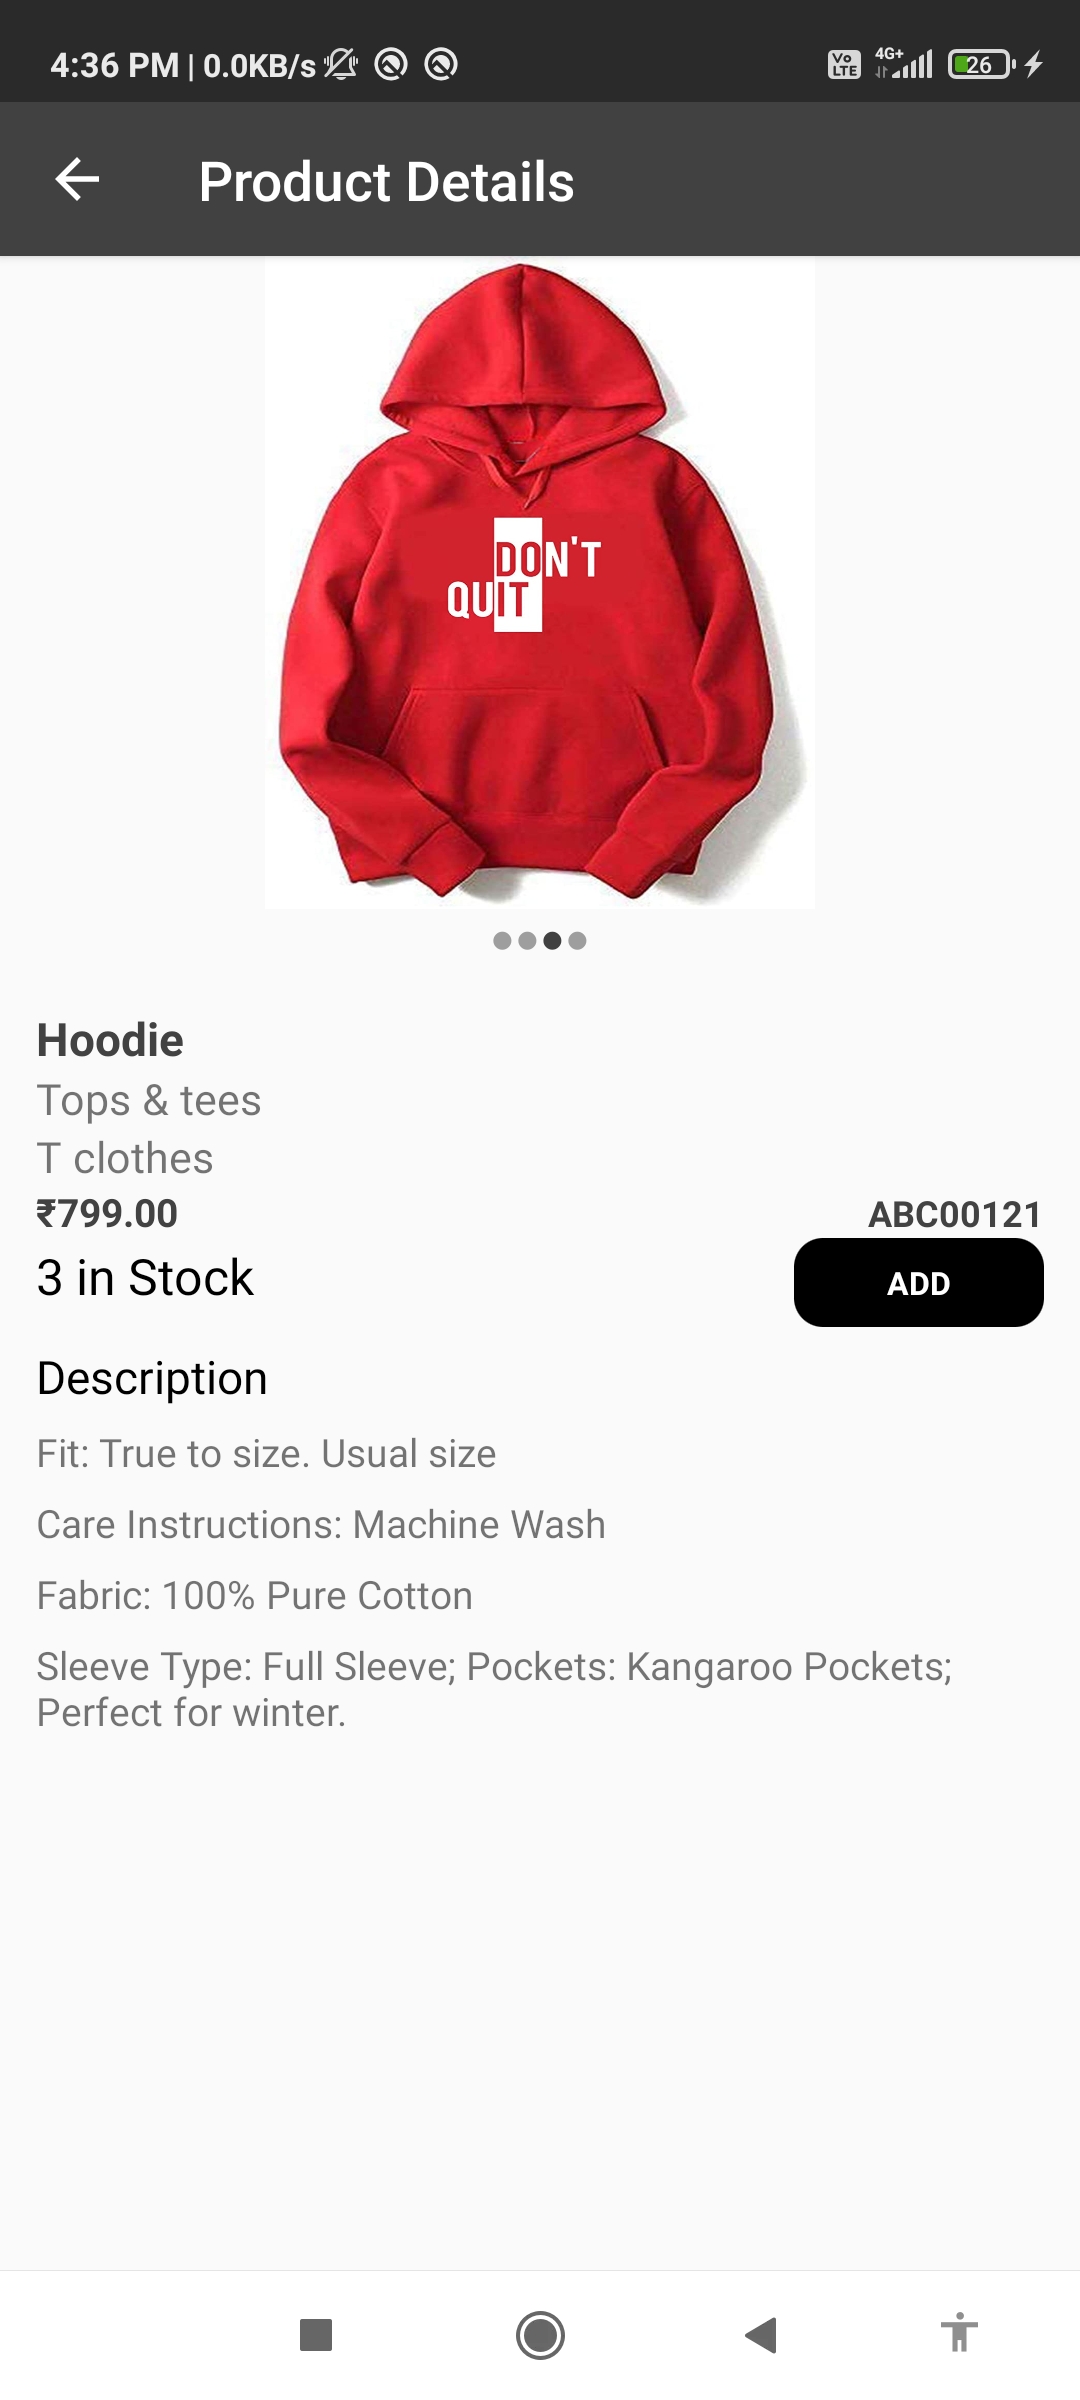 4:36 PM | 0.0KB/s
Vo
LTE
4G+
26
Product Details
DON'T
QUIT
Hoodie
Tops & tees
T clothes
₹799.00
ABC00121
3 in Stock
ADD
Description
Fit: True to size. Usual size
Care Instructions: Machine Wash
Fabric: 100% Pure Cotton
Sleeve Type: Full Sleeve; Pockets: Kangaroo Pockets;
Perfect for winter.